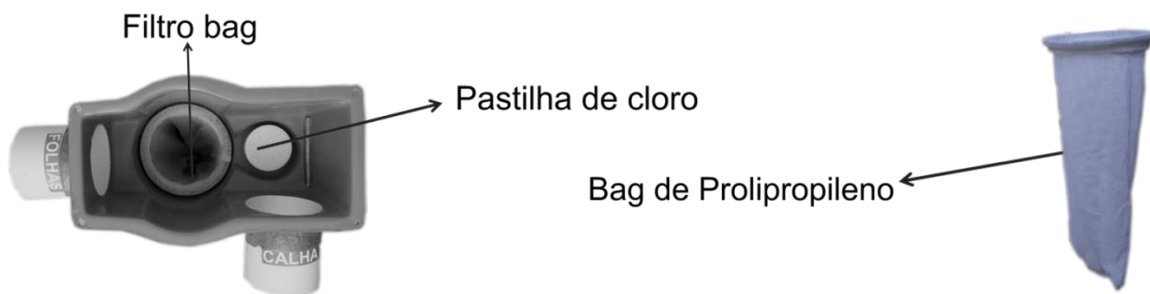 Filtro bag
Pastilha de cloro
Bag de Prolipropileno
FOLHAS
CALHA